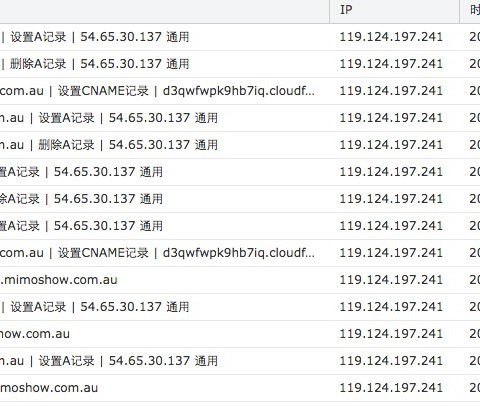 IP 时
| 设置A记录 | 54.65.30.137 通用 119.124.197.241 20
| 删除A记录 | 54.65.30.137 通用 119.124.197.241 20
com.au | 设置CNAME记录 | d3qwfwpk9hb7iq.cloudf... 119.124.197.241 20
m.au | 设置A记录 | 54.65.30.137 通用 119.124.197.241 20
m.au | 删除A记录 | 54.65.30.137 通用 119.124.197.241 20
置A记录 | 54.65.30.137 通用 119.124.197.241 20
除A记录 | 54.65.30.137 通用 119.124.197.241 20
置A记录 | 54.65.30.137 通用 119.124.197.241 20
com.au | 设置CNAME记录 | d3qwfwpk9hb7iq.cloudf... 119.124.197.241 20
.mimoshow.com.au 119.124.197.241 20
| 设置A记录 | 54.65.30.137 通用 119.124.197.241 20
how.com.au 119.124.197.241 20
m.au | 设置A记录 | 54.65.30.137 通用 119.124.197.241 20
moshow.com.au 119.124.197.241 20